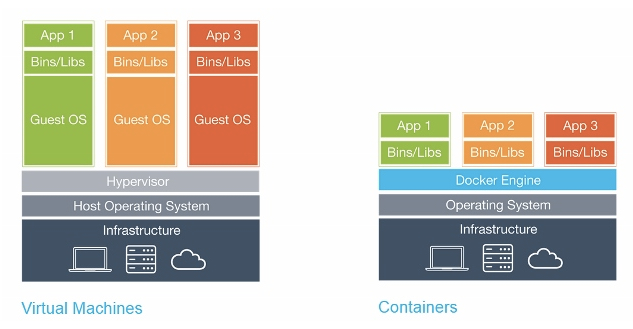 App 1
App 2
App 3
Bins/Libs
Bins/Libs
Bins/Libs
Guest OS
Guest OS
Guest OS
Hypervisor
Host Operating System
Infrastructure
Virtual Machines
App 1
App 2
App 3
Bins/Libs
Bins/Libs
Bins/Libs
Docker Engine
Operating System
Infrastructure
Containers